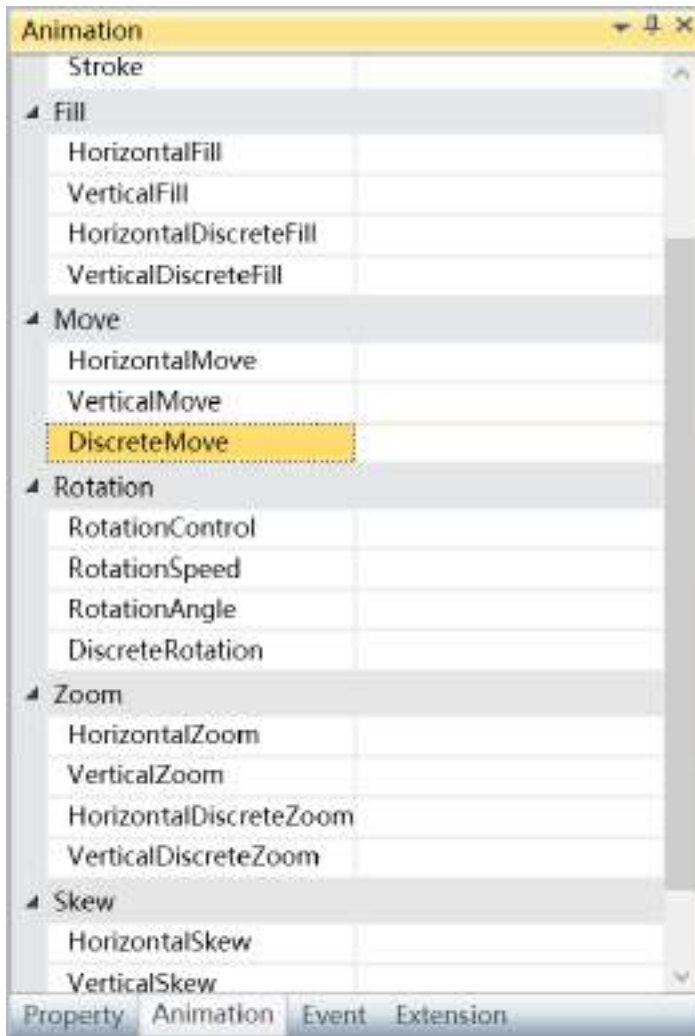 Animation
Stroke
Fill
HorizontalFill
VerticalFill
HorizontalDiscreteFill
VerticalDiscreteFill
Move
HorizontalMove
VerticalMove
DiscreteMove
Rotation
RotationControl
RotationSpeed
RotationAngle
DiscreteRotation
Zoom
HorizontalZoom
VerticalZoom
HorizontalDiscreteZoom
VerticalDiscreteZoom
Skew
HorizontalSkew
VerticalSkew
Property Animation Event Extension